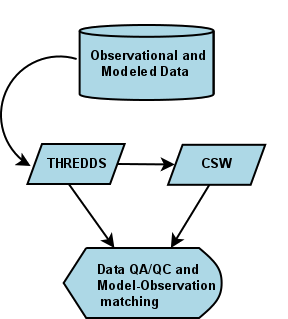 Observational and
Modeled Data
THREDDS
CSW
Data QA/QC and
Model-Observation
matching